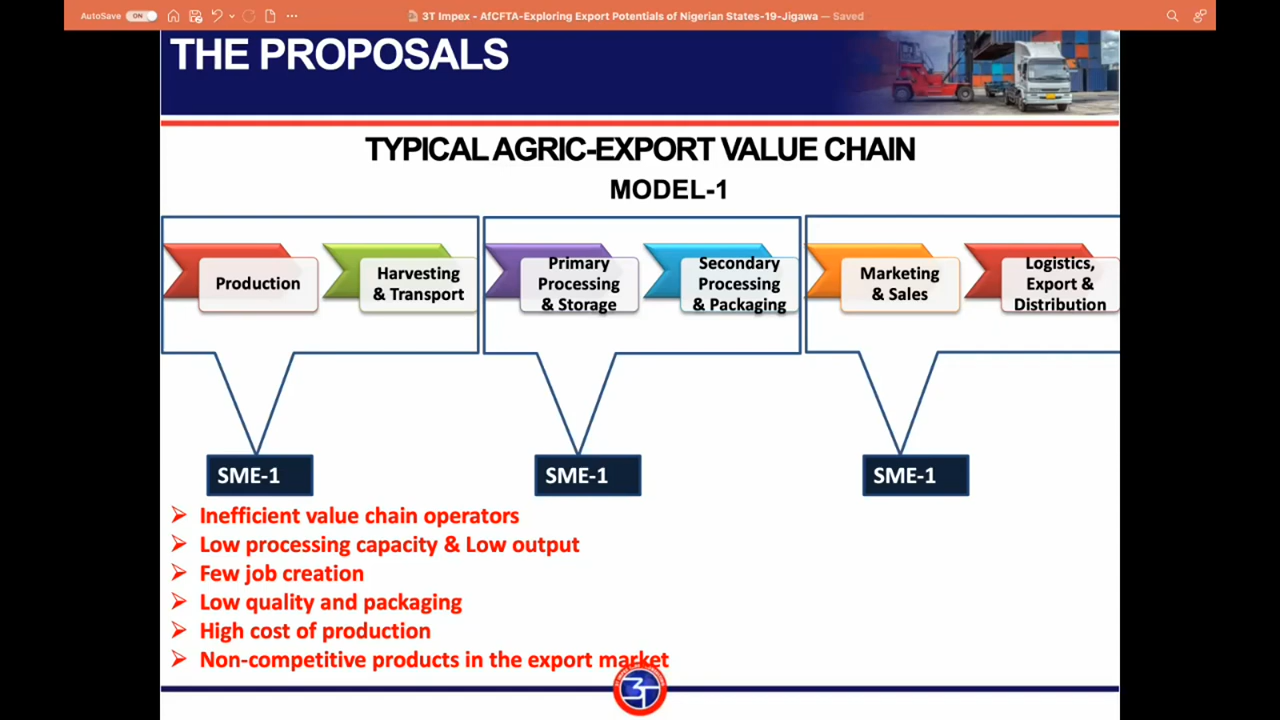 AutoSave ON
3T Impex - AfCFTA-Exploring Export Potentials of Nigerian States-19-Jigawa — Saved
THE PROPOSALS
TYPICAL AGRIC-EXPORT VALUE CHAIN
MODEL-1
Production
Harvesting
& Transport
Primary
Processing
& Storage
Secondary
Processing
& Packaging
Marketing
& Sales
Logistics,
Export &
Distribution
SME-1
SME-1
SME-1
➢ Inefficient value chain operators
➢ Low processing capacity & Low output
➢ Few job creation
➢ Low quality and packaging
➢ High cost of production
➢ Non-competitive products in the export market
3T